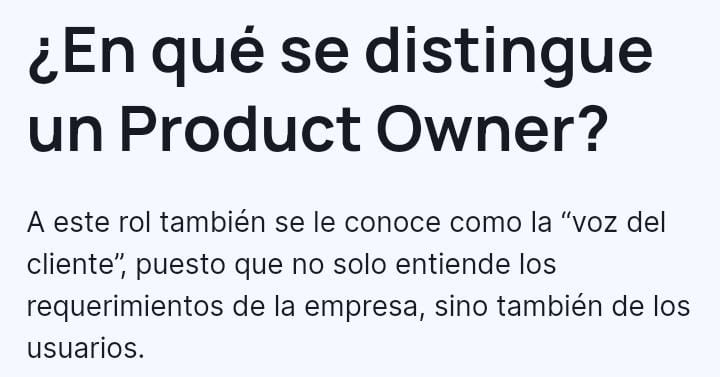 ¿En qué se distingue
un Product Owner?
A este rol también se le conoce como la “voz del
cliente”, puesto que no solo entiende los
requerimientos de la empresa, sino también de los
usuarios.